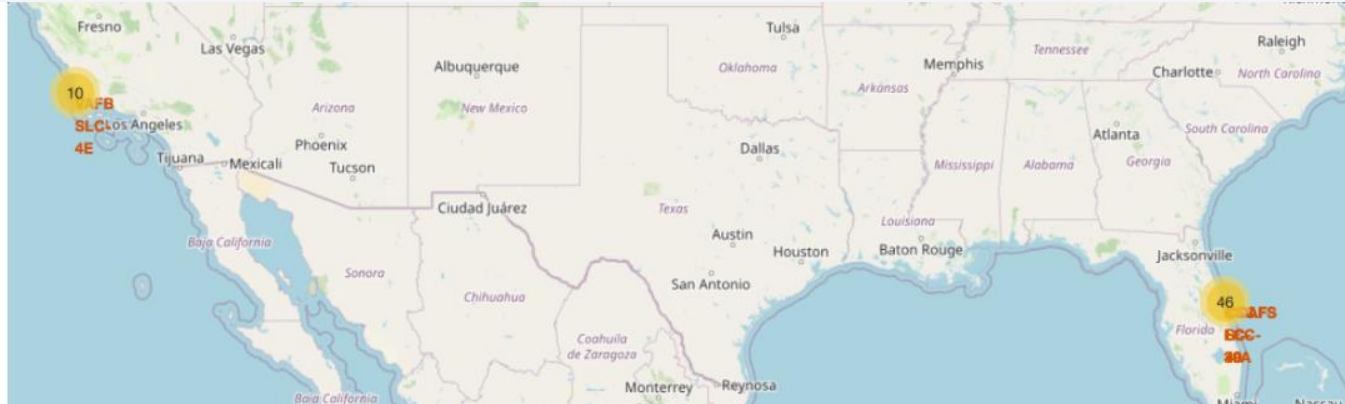 Fresno
Las Vegas
Albuquerque
Tulsa
Oklahoma
Memphis
Tennessee
Raleigh
Charlotte
North Carolina
Arkansas
10
Arizona
New Mexico
Los Angeles
SLC-
4E
Phoenix
Tucson
Tijuana
Mexicali
Dallas
Atlanta
South Carolina
Mississippi
Alabama
Georgia
Ciudad Juárez
Texas
Louisiana
Baja California
Austin
Houston
Baton Rouge
Jacksonville
Sonora
San Antonio
Chihuahua
46
Florida
Coahuila
de Zaragoza
Monterrey
Reynosa
Baja California
Miami
Nassau